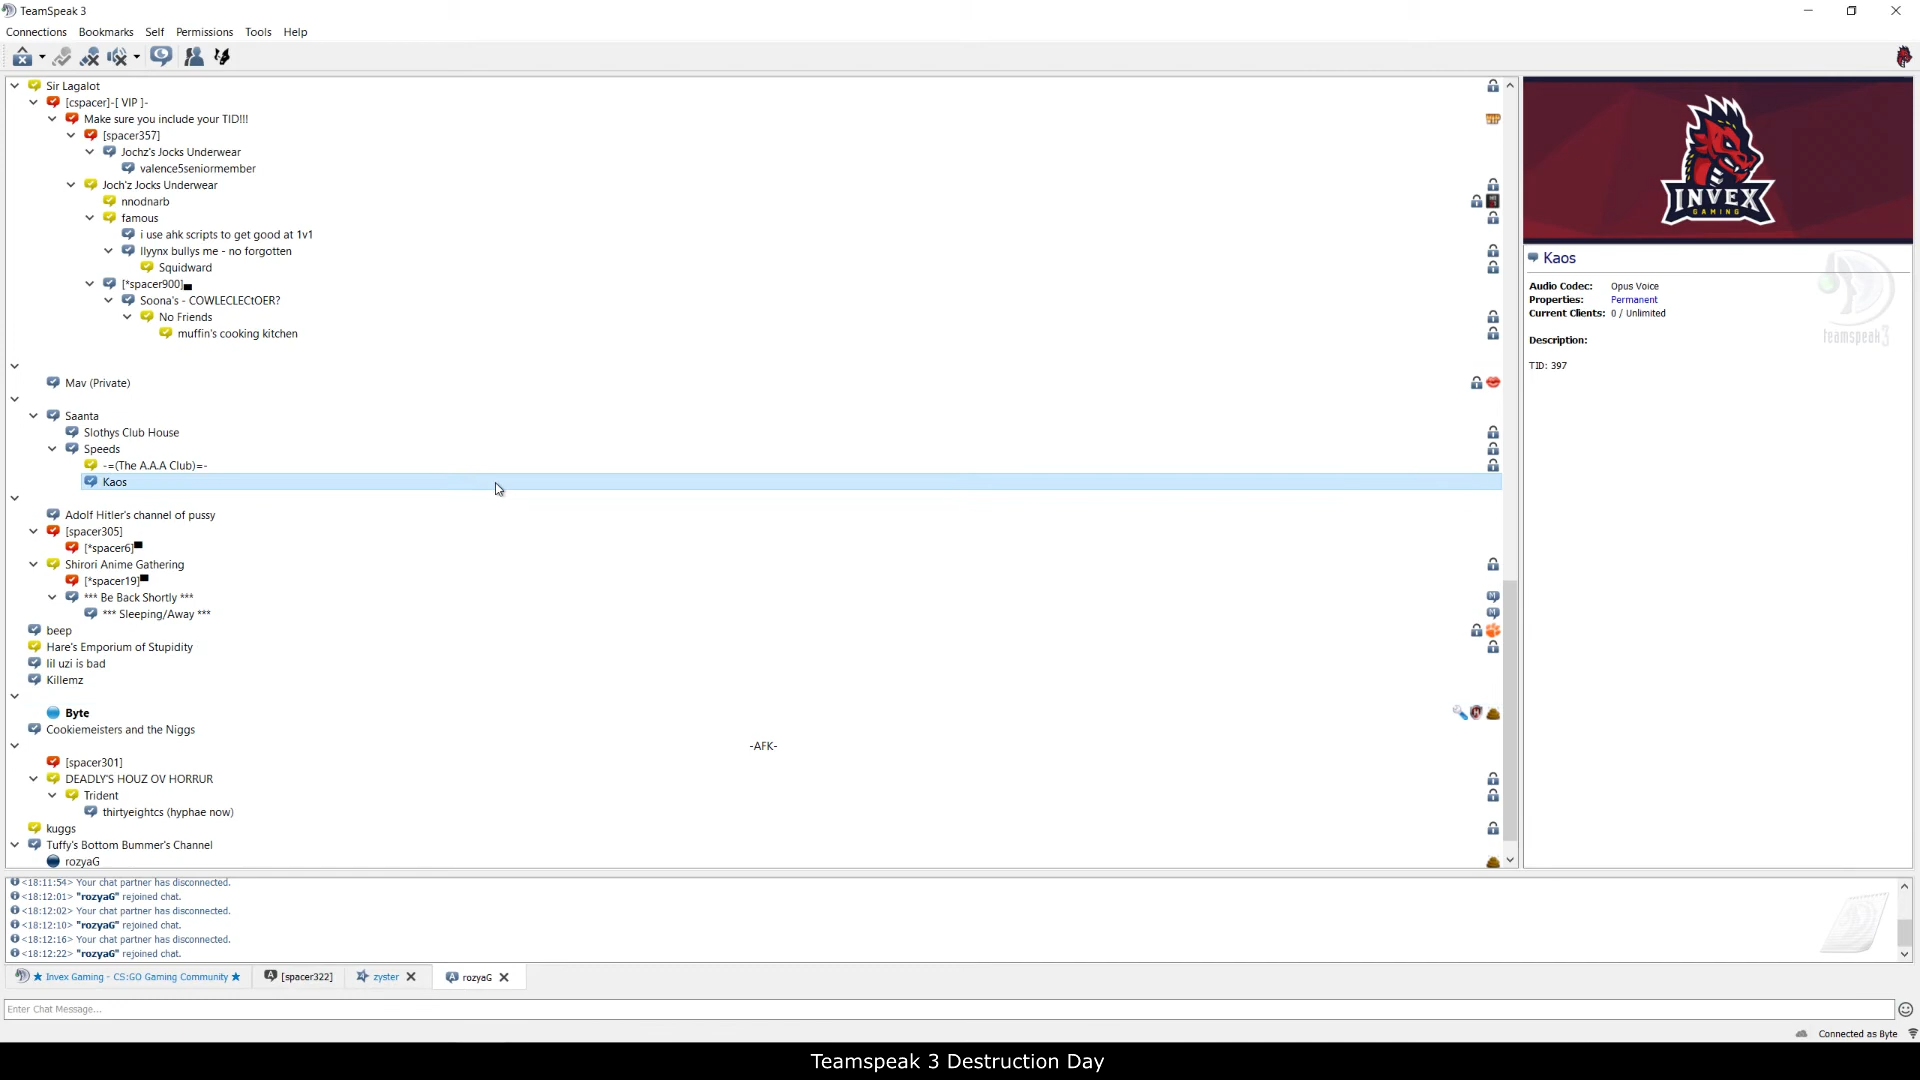 TeamSpeak 3
Connections Bookmarks Self Permissions Tools Help
Sir Lagalot
[cspacer]-[ VIP ]-
Make sure you include your TID!!!
VIP
[spacer357]
Jochz's Jocks Underwear
valence5seniormember
Joch'z Jocks Underwear
nnodnarb
famous
i use ahk scripts to get good at 1v1
llyynx bullys me - no forgotten
Squidward
[*spacer900]▄
Soona's - COWLECLECtOER?
No Friends
muffin's cooking kitchen
Mav (Private)
Saanta
Slothys Club House
Speeds
-=(The A.A.A Club)=-
Kaos
Adolf Hitler's channel of pussy
[spacer305]
[*spacer6]▀
Shirori Anime Gathering
[*spacer19]▀
*** Be Back Shortly ***
M
*** Sleeping/Away ***
M
beep
Hare's Emporium of Stupidity
lil uzi is bad
Killemz
Byte
Cookiemeisters and the Niggs
-AFK-
[spacer301]
DEADLY'S HOUZ OV HORRUR
Trident
thirtyeightcs (hyphae now)
kuggs
Tuffy's Bottom Bummer's Channel
rozyaG
INVEX
GAMING
Kaos
Audio Codec: Opus Voice
Properties: Permanent
Current Clients: 0 / Unlimited
Description:
TID: 397
teamspeak 3
<18:11:54> Your chat partner has disconnected.
<18:12:01> "rozyaG" rejoined chat.
<18:12:02> Your chat partner has disconnected.
<18:12:10> "rozyaG" rejoined chat.
<18:12:16> Your chat partner has disconnected.
<18:12:22> "rozyaG" rejoined chat.
★ Invex Gaming - CS:GO Gaming Community ★ [spacer322] zyster rozyaG
Enter Chat Message...
Connected as Byte
Teamspeak 3 Destruction Day